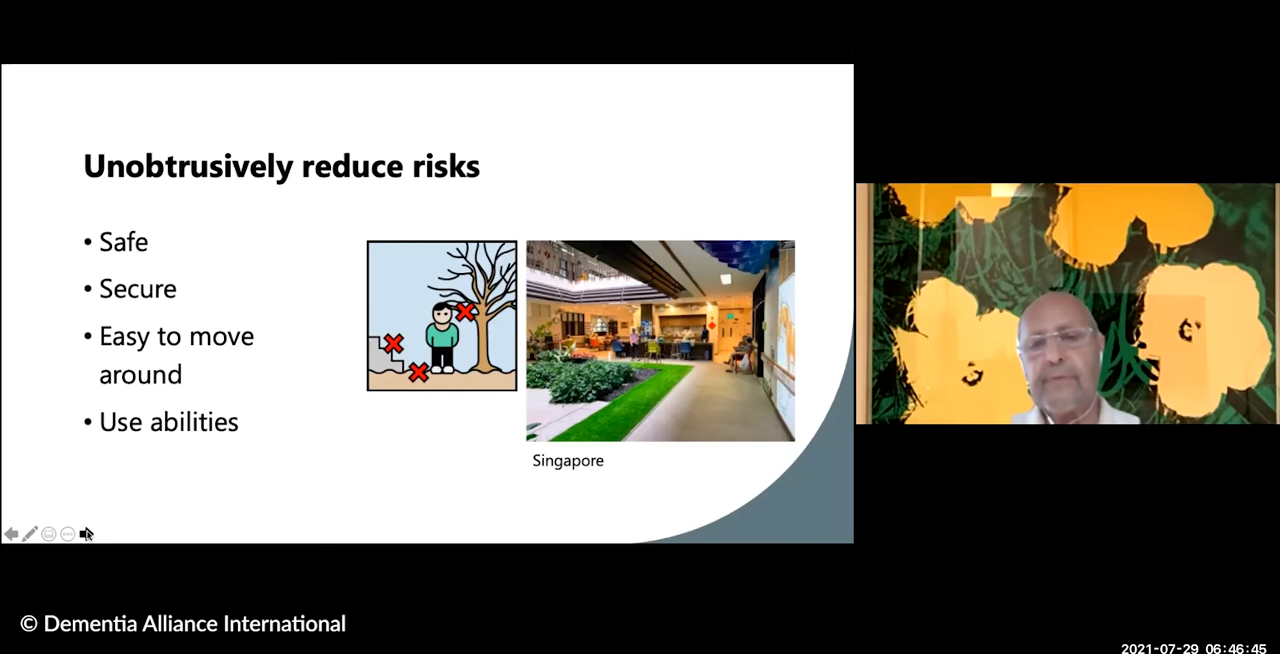 Unobtrusively reduce risks
• Safe
• Secure
• Easy to move
around
• Use abilities
Singapore
© Dementia Alliance International
2021-07-29 06:46:45